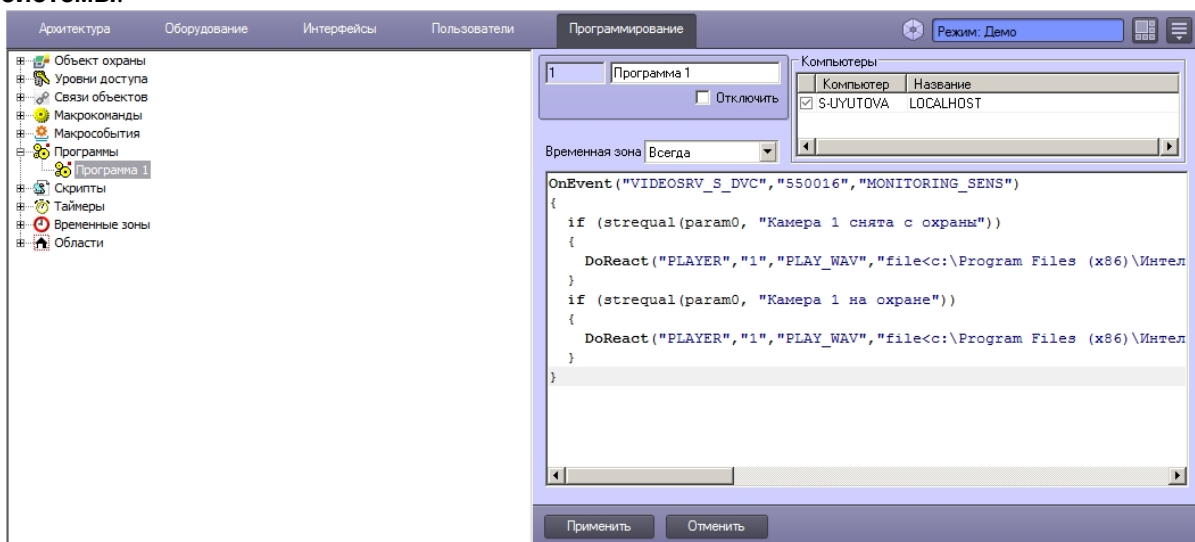 системы.
Архитектура Оборудование Интерфейсы Пользователи Программирование Режим: Демо
Объект охраны
Уровни доступа
Связи объектов
Макрокоманды
Макрособытия
Программы
Программа 1
Скрипты
Таймеры
Временные зоны
Области
1 Программа 1
Отключить
Компьютеры
Компьютер Название
S-UYUTOVA LOCALHOST
Временная зона Всегда
OnEvent("VIDEOSRV_S_DVC","550016","MONITORING_SENS")
{
if (strequal(param0, "Камера 1 снята с охраны"))
{
DoReact("PLAYER","1","PLAY_WAV","file<c:\Program Files (x86)\Интел
}
if (strequal(param0, "Камера 1 на охране"))
{
DoReact("PLAYER","1","PLAY_WAV","file<c:\Program Files (x86)\Интел
}
}
Применить Отменить